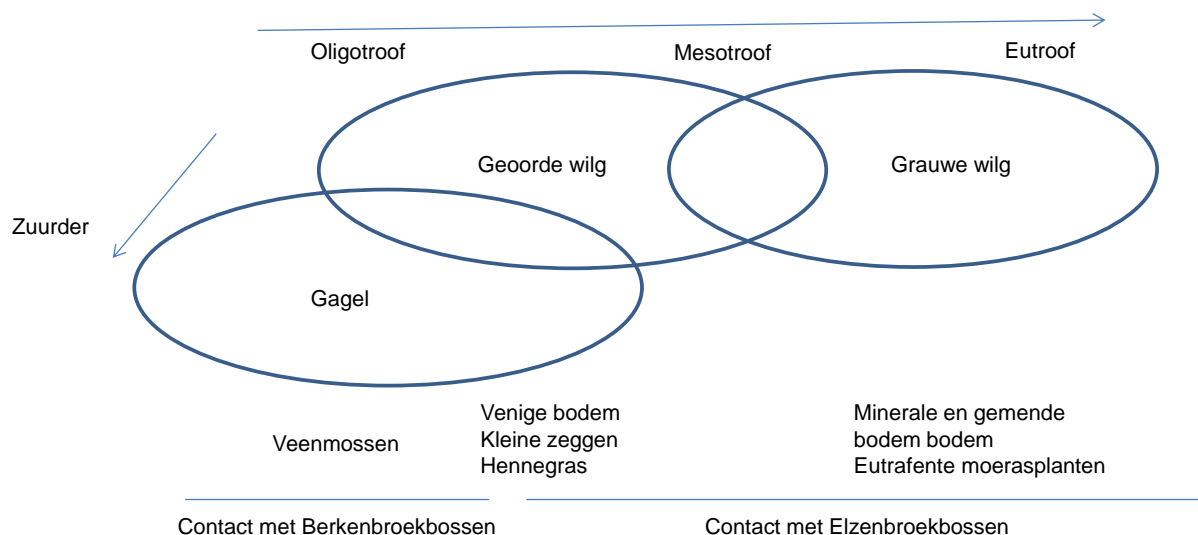 Oligotroof
Mesotroof
Eutroof
Geoorde wilg
Grauwe wilg
Zuurder
Gagel
Veenmossen
Venige bodem
Kleine zeggen
Hennegras
Minerale en gemende
bodem bodem
Eutrafente moerasplanten
Contact met Berkenbroekbossen
Contact met Elzenbroekbossen